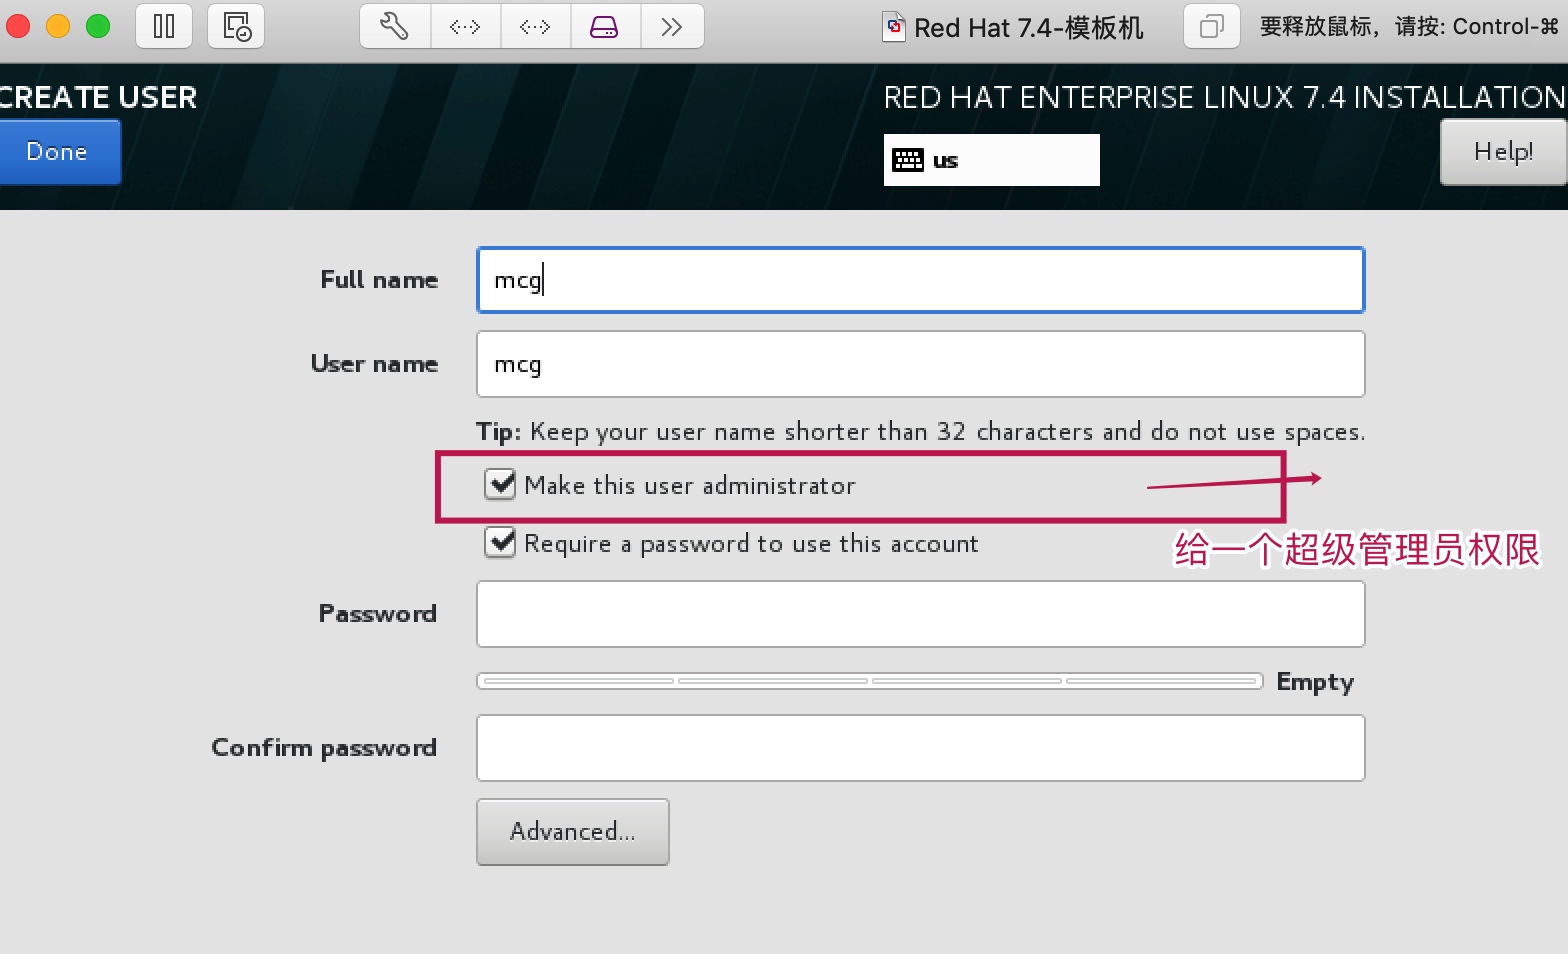 Red Hat 7.4-模板机
要释放鼠标，请按: Control-⌘
CREATE USER
RED HAT ENTERPRISE LINUX 7.4 INSTALLATION
Done
us
Help!
Full name
mcg
User name
mcg
Tip: Keep your user name shorter than 32 characters and do not use spaces.
Make this user administrator
Require a password to use this account
给一个超级管理员权限
Password
Empty
Confirm password
Advanced...